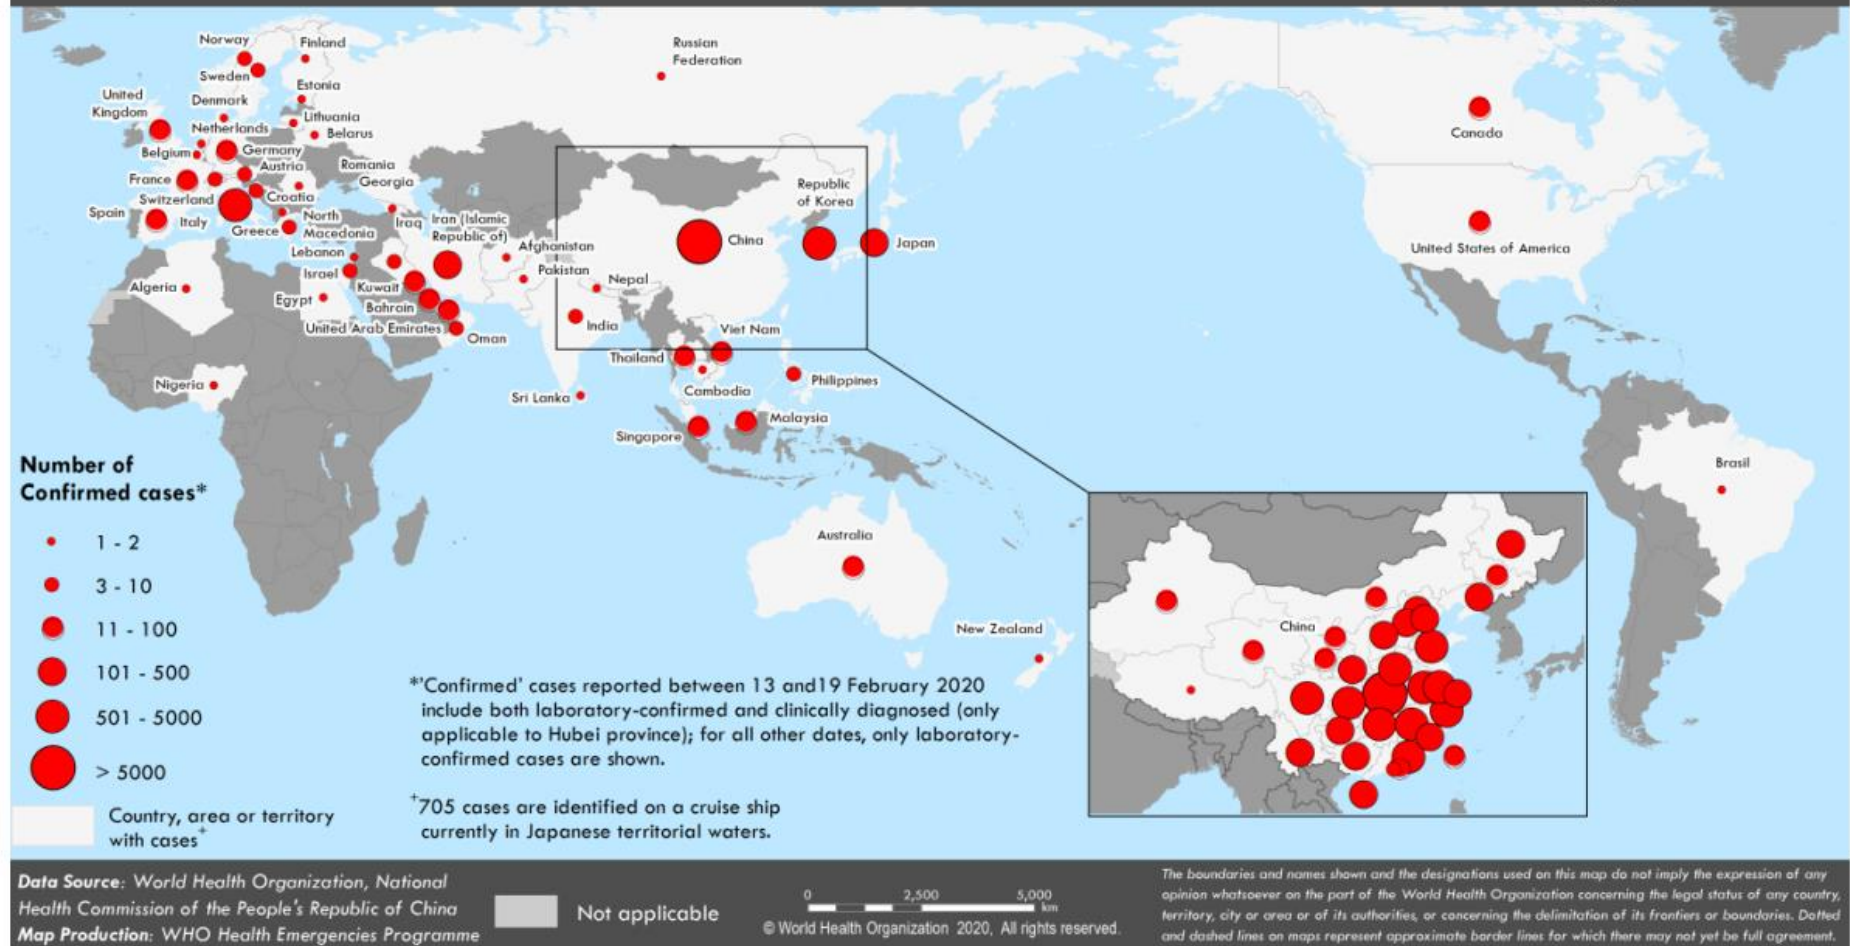 Norway
Finland
Russian
Federation
Sweden
Estonia
United
Kingdom
Denmark
Lithuania
Netherlands
Belarus
Belgium
Germany
Austria
Romania
France
Georgia
Switzerland
Croatia
Spain
Italy
North
Macedonia
Greece
Iraq
Iran (Islamic
Republic of)
Afghanistan
Lebanon
Israel
Pakistan
Kuwait
Nepal
Algeria
Egypt
Bahrain
India
United Arab Emirates
Oman
Republic
of Korea
China
Japan
Viet Nam
Thailand
Nigeria
Cambodia
Philippines
Sri Lanka
Malaysia
Singapore
Canada
United States of America
Brasil
Australia
New Zealand
China
Number of
Confirmed cases*
1 - 2
3 - 10
11 - 100
101 - 500
501 - 5000
> 5000
Country, area or territory
with cases+
*'Confirmed' cases reported between 13 and19 February 2020
include both laboratory-confirmed and clinically diagnosed (only
applicable to Hubei province); for all other dates, only laboratory-
confirmed cases are shown.
+705 cases are identified on a cruise ship
currently in Japanese territorial waters.
Data Source: World Health Organization, National
Health Commission of the People's Republic of China
Map Production: WHO Health Emergencies Programme
Not applicable
0 2,500 5,000
km
© World Health Organization 2020, All rights reserved.
The boundaries and names shown and the designations used on this map do not imply the expression of any
opinion whatsoever on the part of the World Health Organization concerning the legal status of any country,
territory, city or area or of its authorities, or concerning the delimitation of its frontiers or boundaries. Dotted
and dashed lines on maps represent approximate border lines for which there may not yet be full agreement.